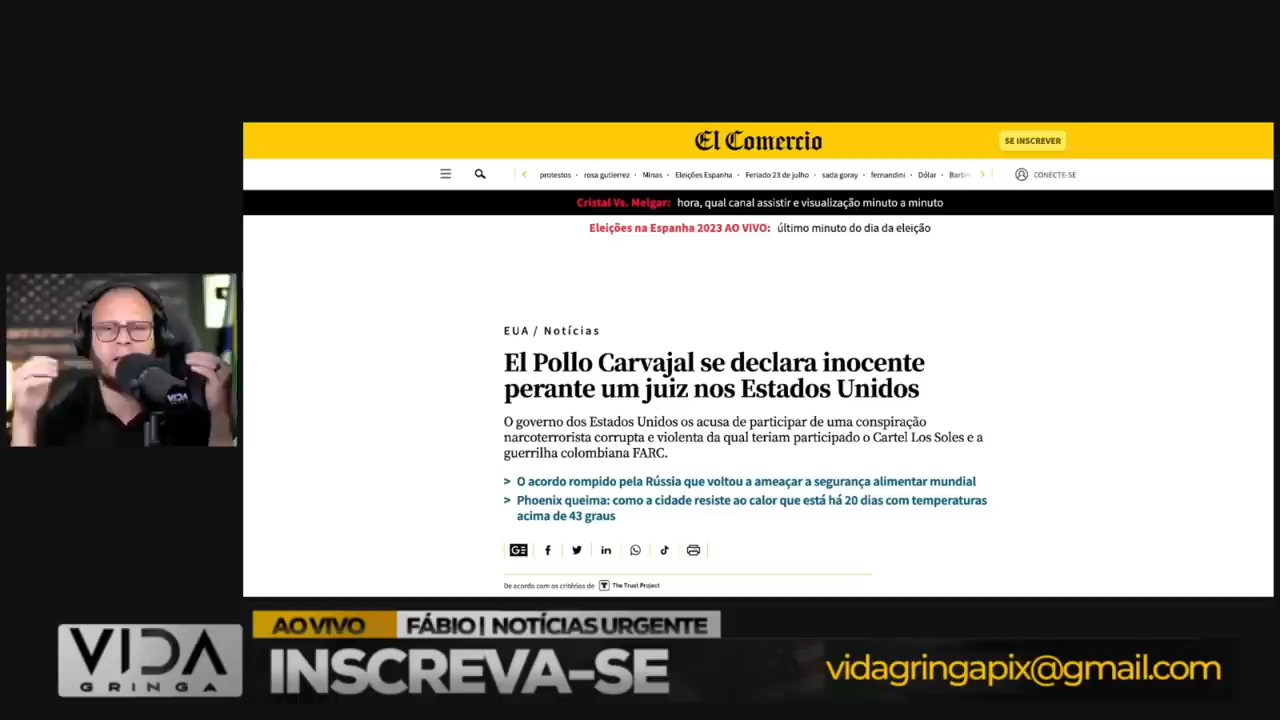 El Comercio
SE INSCREVER
protestos · rosa gutierrez · Minas · Eleições Espanha · Feriado 23 de julho · sada goray · fernandini · Dólar · Barbie
CONECTE-SE
Cristal Vs. Melgar: hora, qual canal assistir e visualização minuto a minuto
Eleições na Espanha 2023 AO VIVO: último minuto do dia da eleição
EUA / Notícias
El Pollo Carvajal se declara inocente
perante um juiz nos Estados Unidos
O governo dos Estados Unidos os acusa de participar de uma conspiração
narcoterrorista corrupta e violenta da qual teriam participado o Cartel Los Soles e a
guerrilha colombiana FARC.
> O acordo rompido pela Rússia que voltou a ameaçar a segurança alimentar mundial
> Phoenix queima: como a cidade resiste ao calor que está há 20 dias com temperaturas
acima de 43 graus
De acordo com os critérios de The Trust Project
VIDA
AO VIVO FÁBIO | NOTÍCIAS URGENTE
VIDA
GRINGA
INSCREVA-SE
vidagringapix@gmail.com